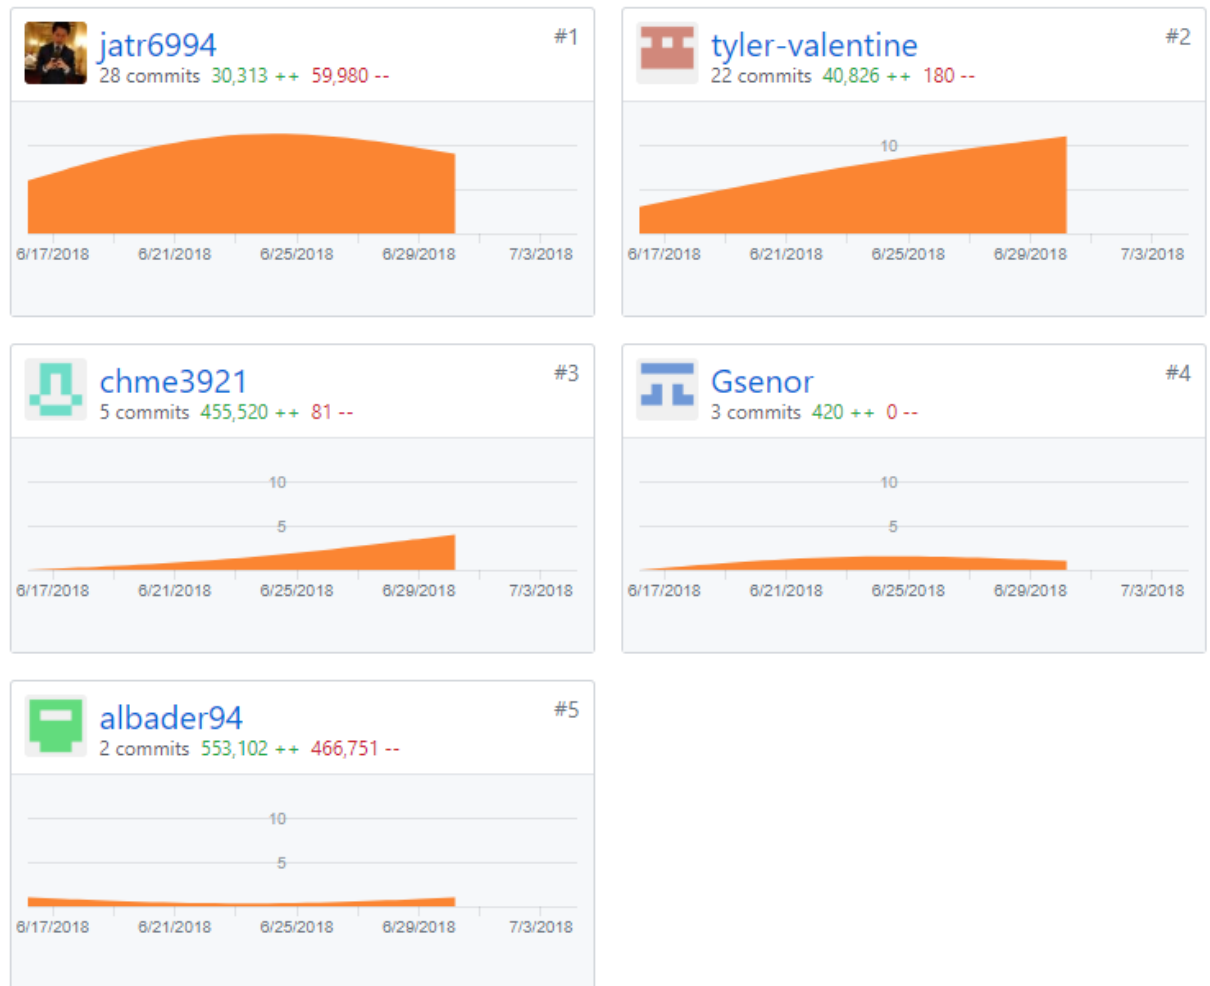 jatr6994
#1
28 commits 30,313 ++ 59,980 --
6/17/2018 6/21/2018 6/25/2018 6/29/2018 7/3/2018
tyler-valentine
#2
22 commits 40,826 ++ 180 --
10
6/17/2018 6/21/2018 6/25/2018 6/29/2018 7/3/2018
chme3921
#3
5 commits 455,520 ++ 81 --
10
5
6/17/2018 6/21/2018 6/25/2018 6/29/2018 7/3/2018
Gsenor
#4
3 commits 420 ++ 0 --
10
5
6/17/2018 6/21/2018 6/25/2018 6/29/2018 7/3/2018
albader94
#5
2 commits 553,102 ++ 466,751 --
10
5
6/17/2018 6/21/2018 6/25/2018 6/29/2018 7/3/2018